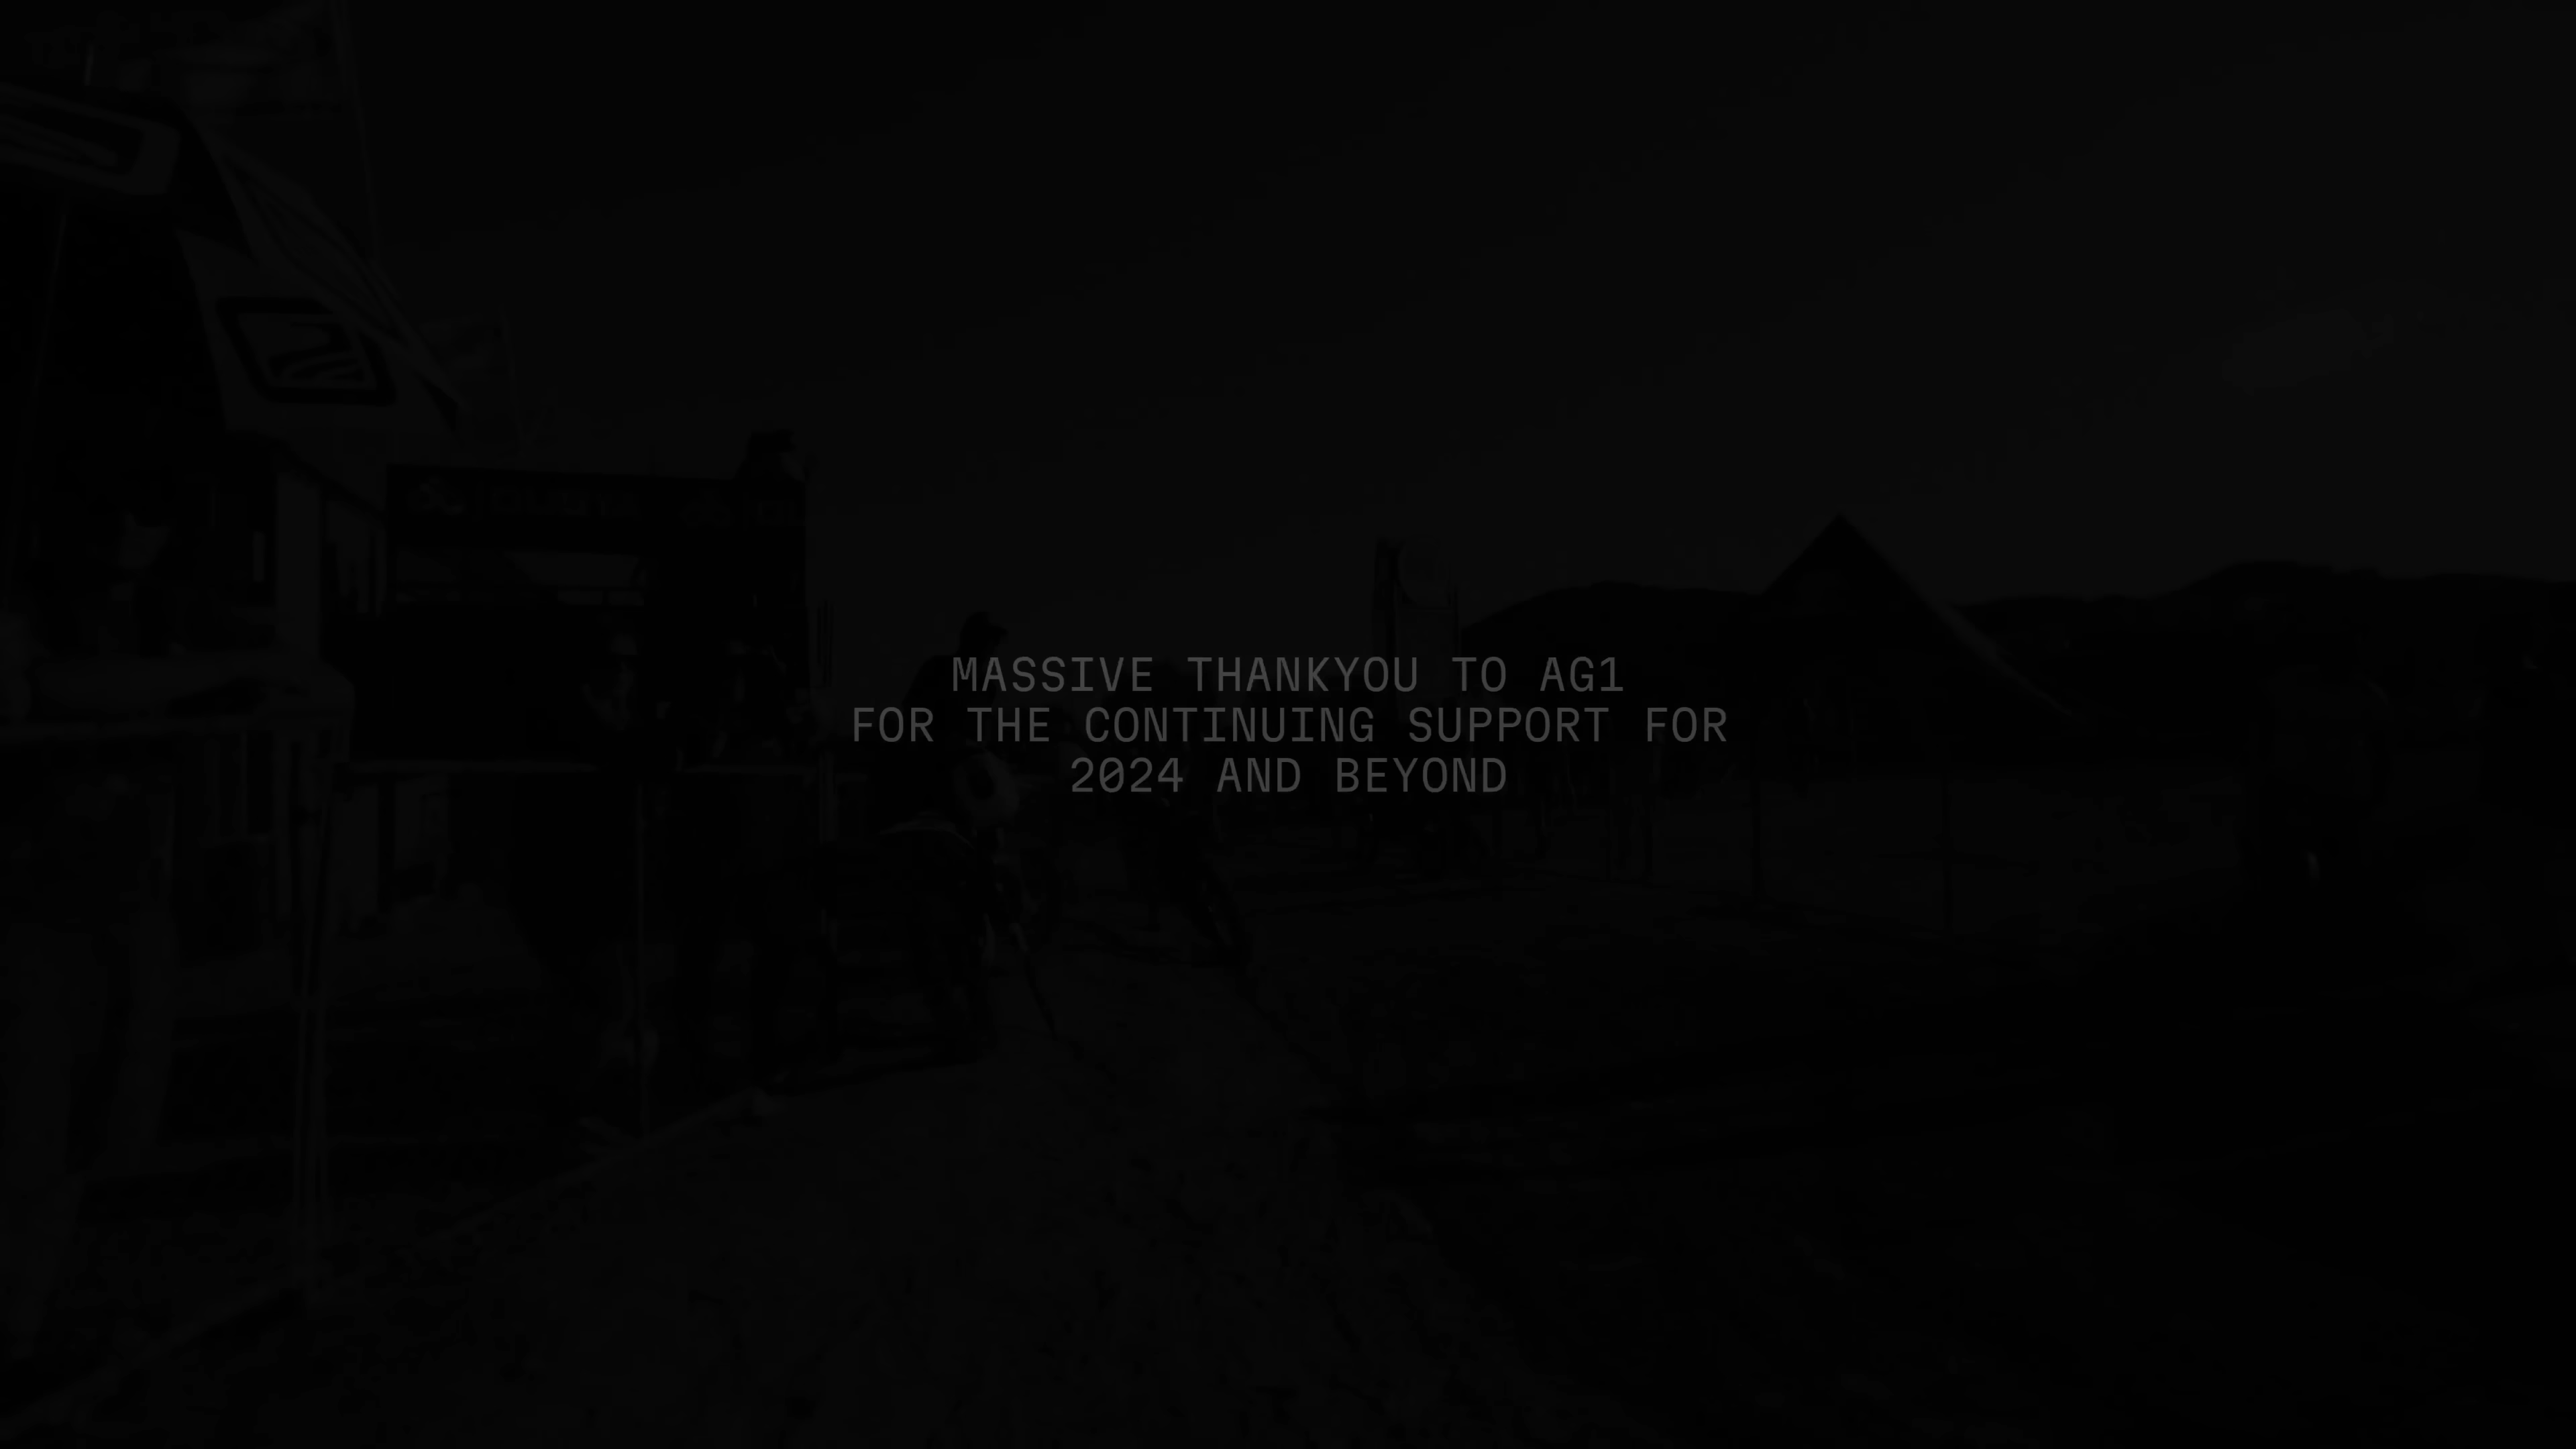 MASSIVE THANKYOU TO AG1
FOR THE CONTINUING SUPPORT FOR
2024 AND BEYOND